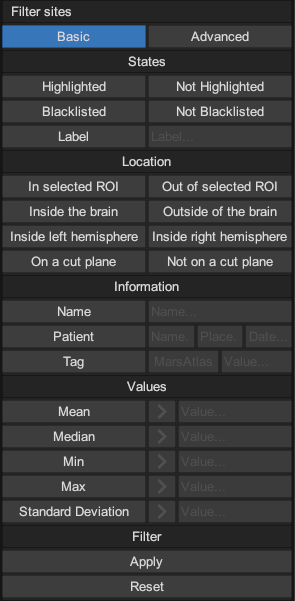 Filter sites
Basic Advanced
States
Highlighted Not Highlighted
Blacklisted Not Blacklisted
Label Label...
Location
In selected ROI Out of selected ROI
Inside the brain Outside of the brain
Inside left hemisphere Inside right hemisphere
On a cut plane Not on a cut plane
Information
Name Name...
Patient Name. Place. Date...
Tag MarsAtlas Value...
Values
Mean > Value...
Median > Value...
Min > Value...
Max > Value...
Standard Deviation > Value...
Filter
Apply
Reset